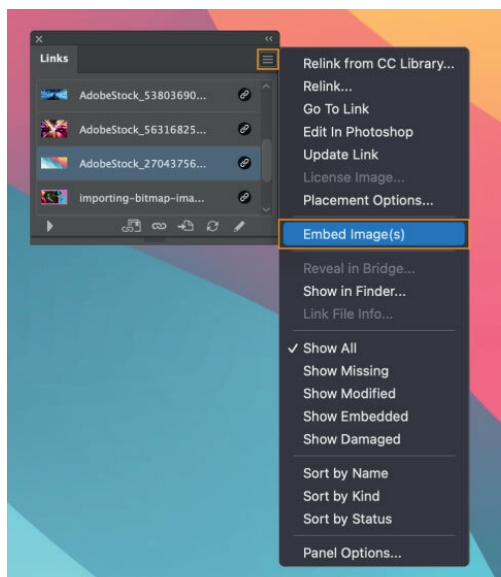 Links
AdobeStock_53803690...
AdobeStock_56316825...
AdobeStock_27043756...
importing-bitmap-ima...
Relink from CC Library...
Relink...
Go To Link
Edit In Photoshop
Update Link
License Image...
Placement Options...
Embed Image(s)
Reveal in Bridge...
Show in Finder...
Link File Info...
Show All
Show Missing
Show Modified
Show Embedded
Show Damaged
Sort by Name
Sort by Kind
Sort by Status
Panel Options...